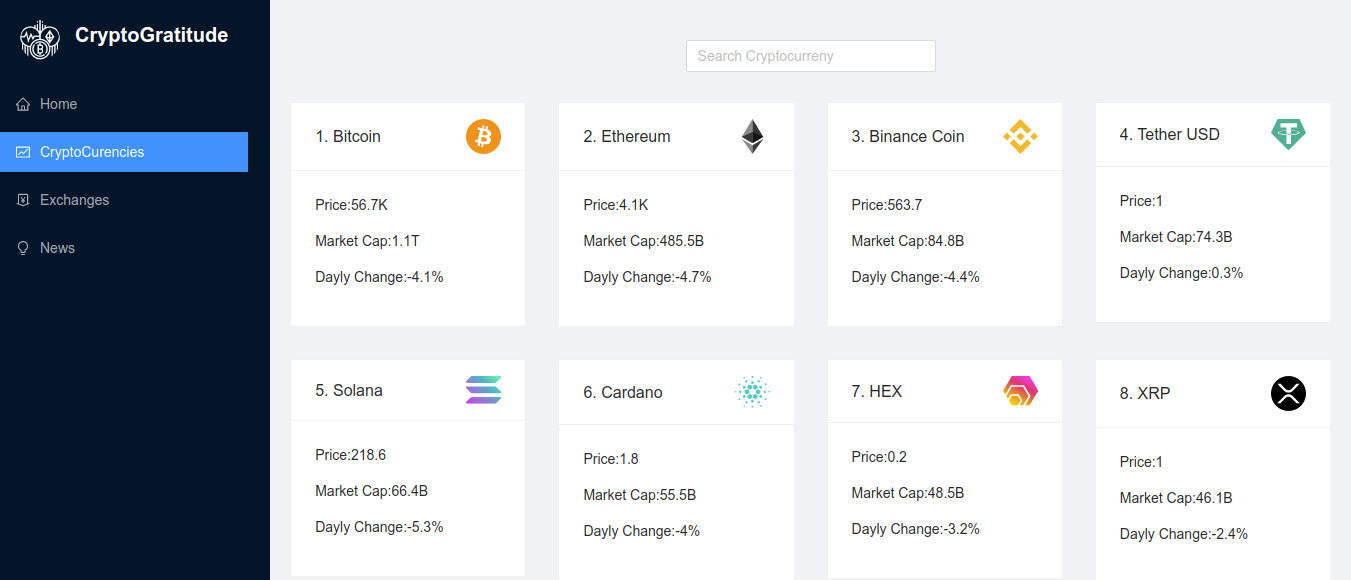 CryptoGratitude
Home
CryptoCurencies
Exchanges
News
Search Cryptocurreny
1. Bitcoin
Price:56.7K
Market Cap:1.1T
Dayly Change:-4.1%
2. Ethereum
Price:4.1K
Market Cap:485.5B
Dayly Change:-4.7%
3. Binance Coin
Price:563.7
Market Cap:84.8B
Dayly Change:-4.4%
4. Tether USD
Price:1
Market Cap:74.3B
Dayly Change:0.3%
5. Solana
Price:218.6
Market Cap:66.4B
Dayly Change:-5.3%
6. Cardano
Price:1.8
Market Cap:55.5B
Dayly Change:-4%
7. HEX
Price:0.2
Market Cap:48.5B
Dayly Change:-3.2%
8. XRP
Price:1
Market Cap:46.1B
Dayly Change:-2.4%